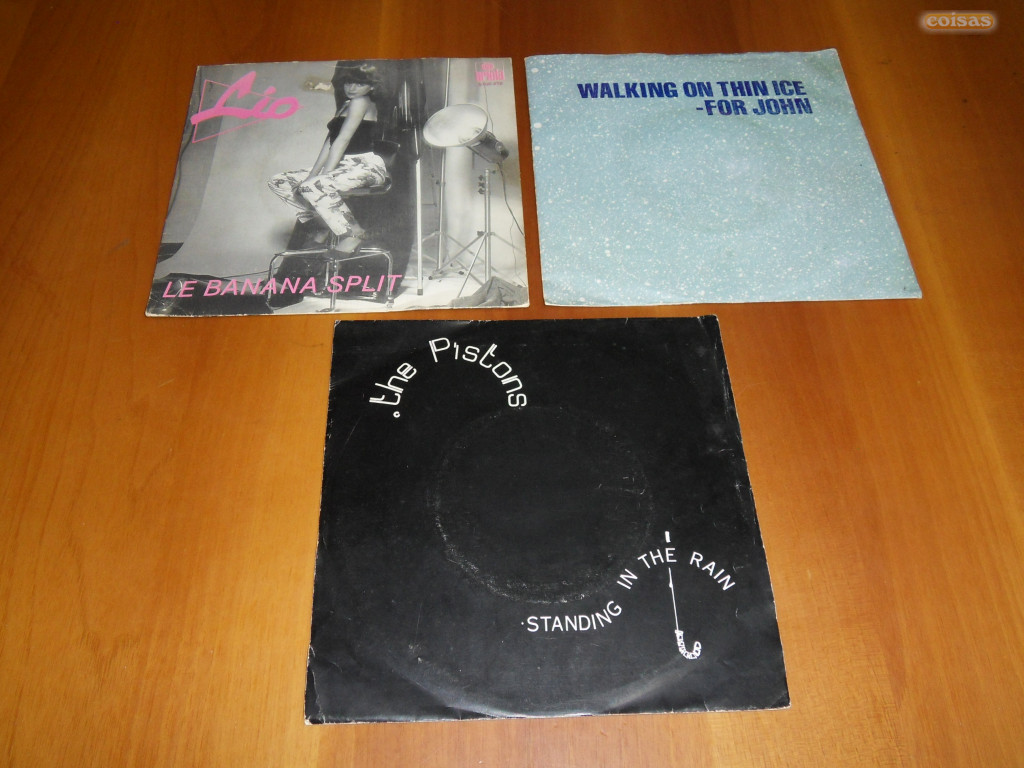 coisas
Lio
LE BANANA SPLIT
WALKING ON THIN ICE
-FOR JOHN
.the Pistons
.STANDING IN THE RAIN